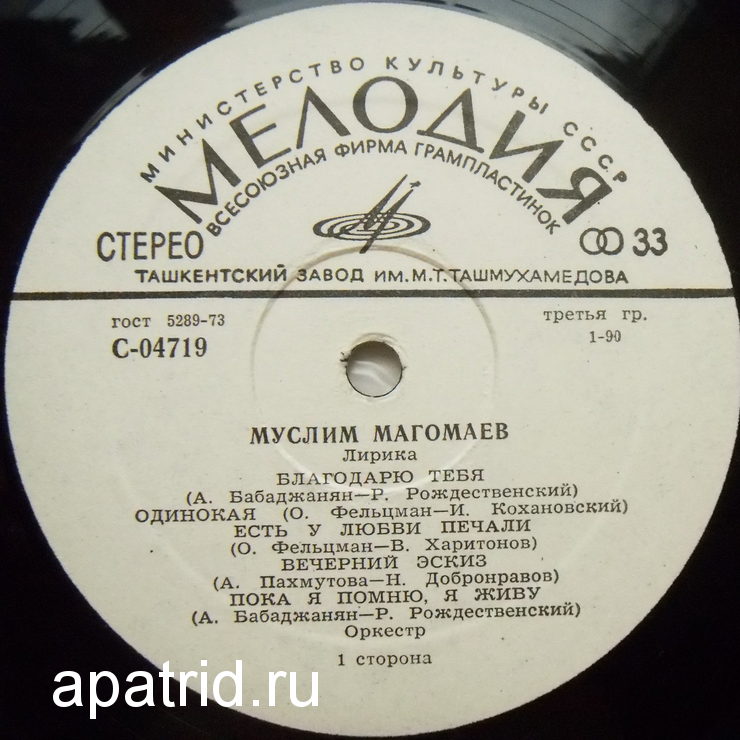 МИНИСТЕРСТВО КУЛЬТУРЫ СССР
МЕЛОДИЯ
ВСЕСОЮЗНАЯ ФИРМА ГРАМПЛАСТИНОК
СТЕРЕО 33
ТАШКЕНТСКИЙ ЗАВОД ИМ. М. Т. ТАШМУХАМЕДОВА
гост 5289-73 третья гр.
С-04719 1-90
МУСЛИМ МАГОМАЕВ
Лирика
БЛАГОДАРЮ ТЕБЯ
(А. Бабаджанян—Р. Рождественский)
ОДИНОКАЯ (О. Фельцман—И. Кохановский)
ЕСТЬ У ЛЮБВИ ПЕЧАЛИ
(О. Фельцман—В. Харитонов)
ВЕЧЕРНИЙ ЭСКИЗ
(А. Пахмутова—Н. Добронравов)
ПОКА Я ПОМНЮ, Я ЖИВУ
(А. Бабаджанян—Р. Рождественский)
Оркестр
1 сторона
apatrid.ru